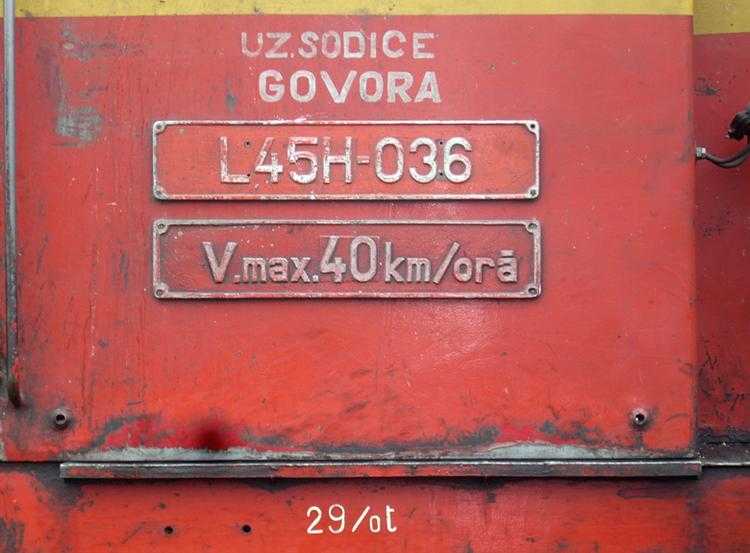 UZ.SODICE
GOVORA
L45H-036
V.max.40km/oră
29/ot